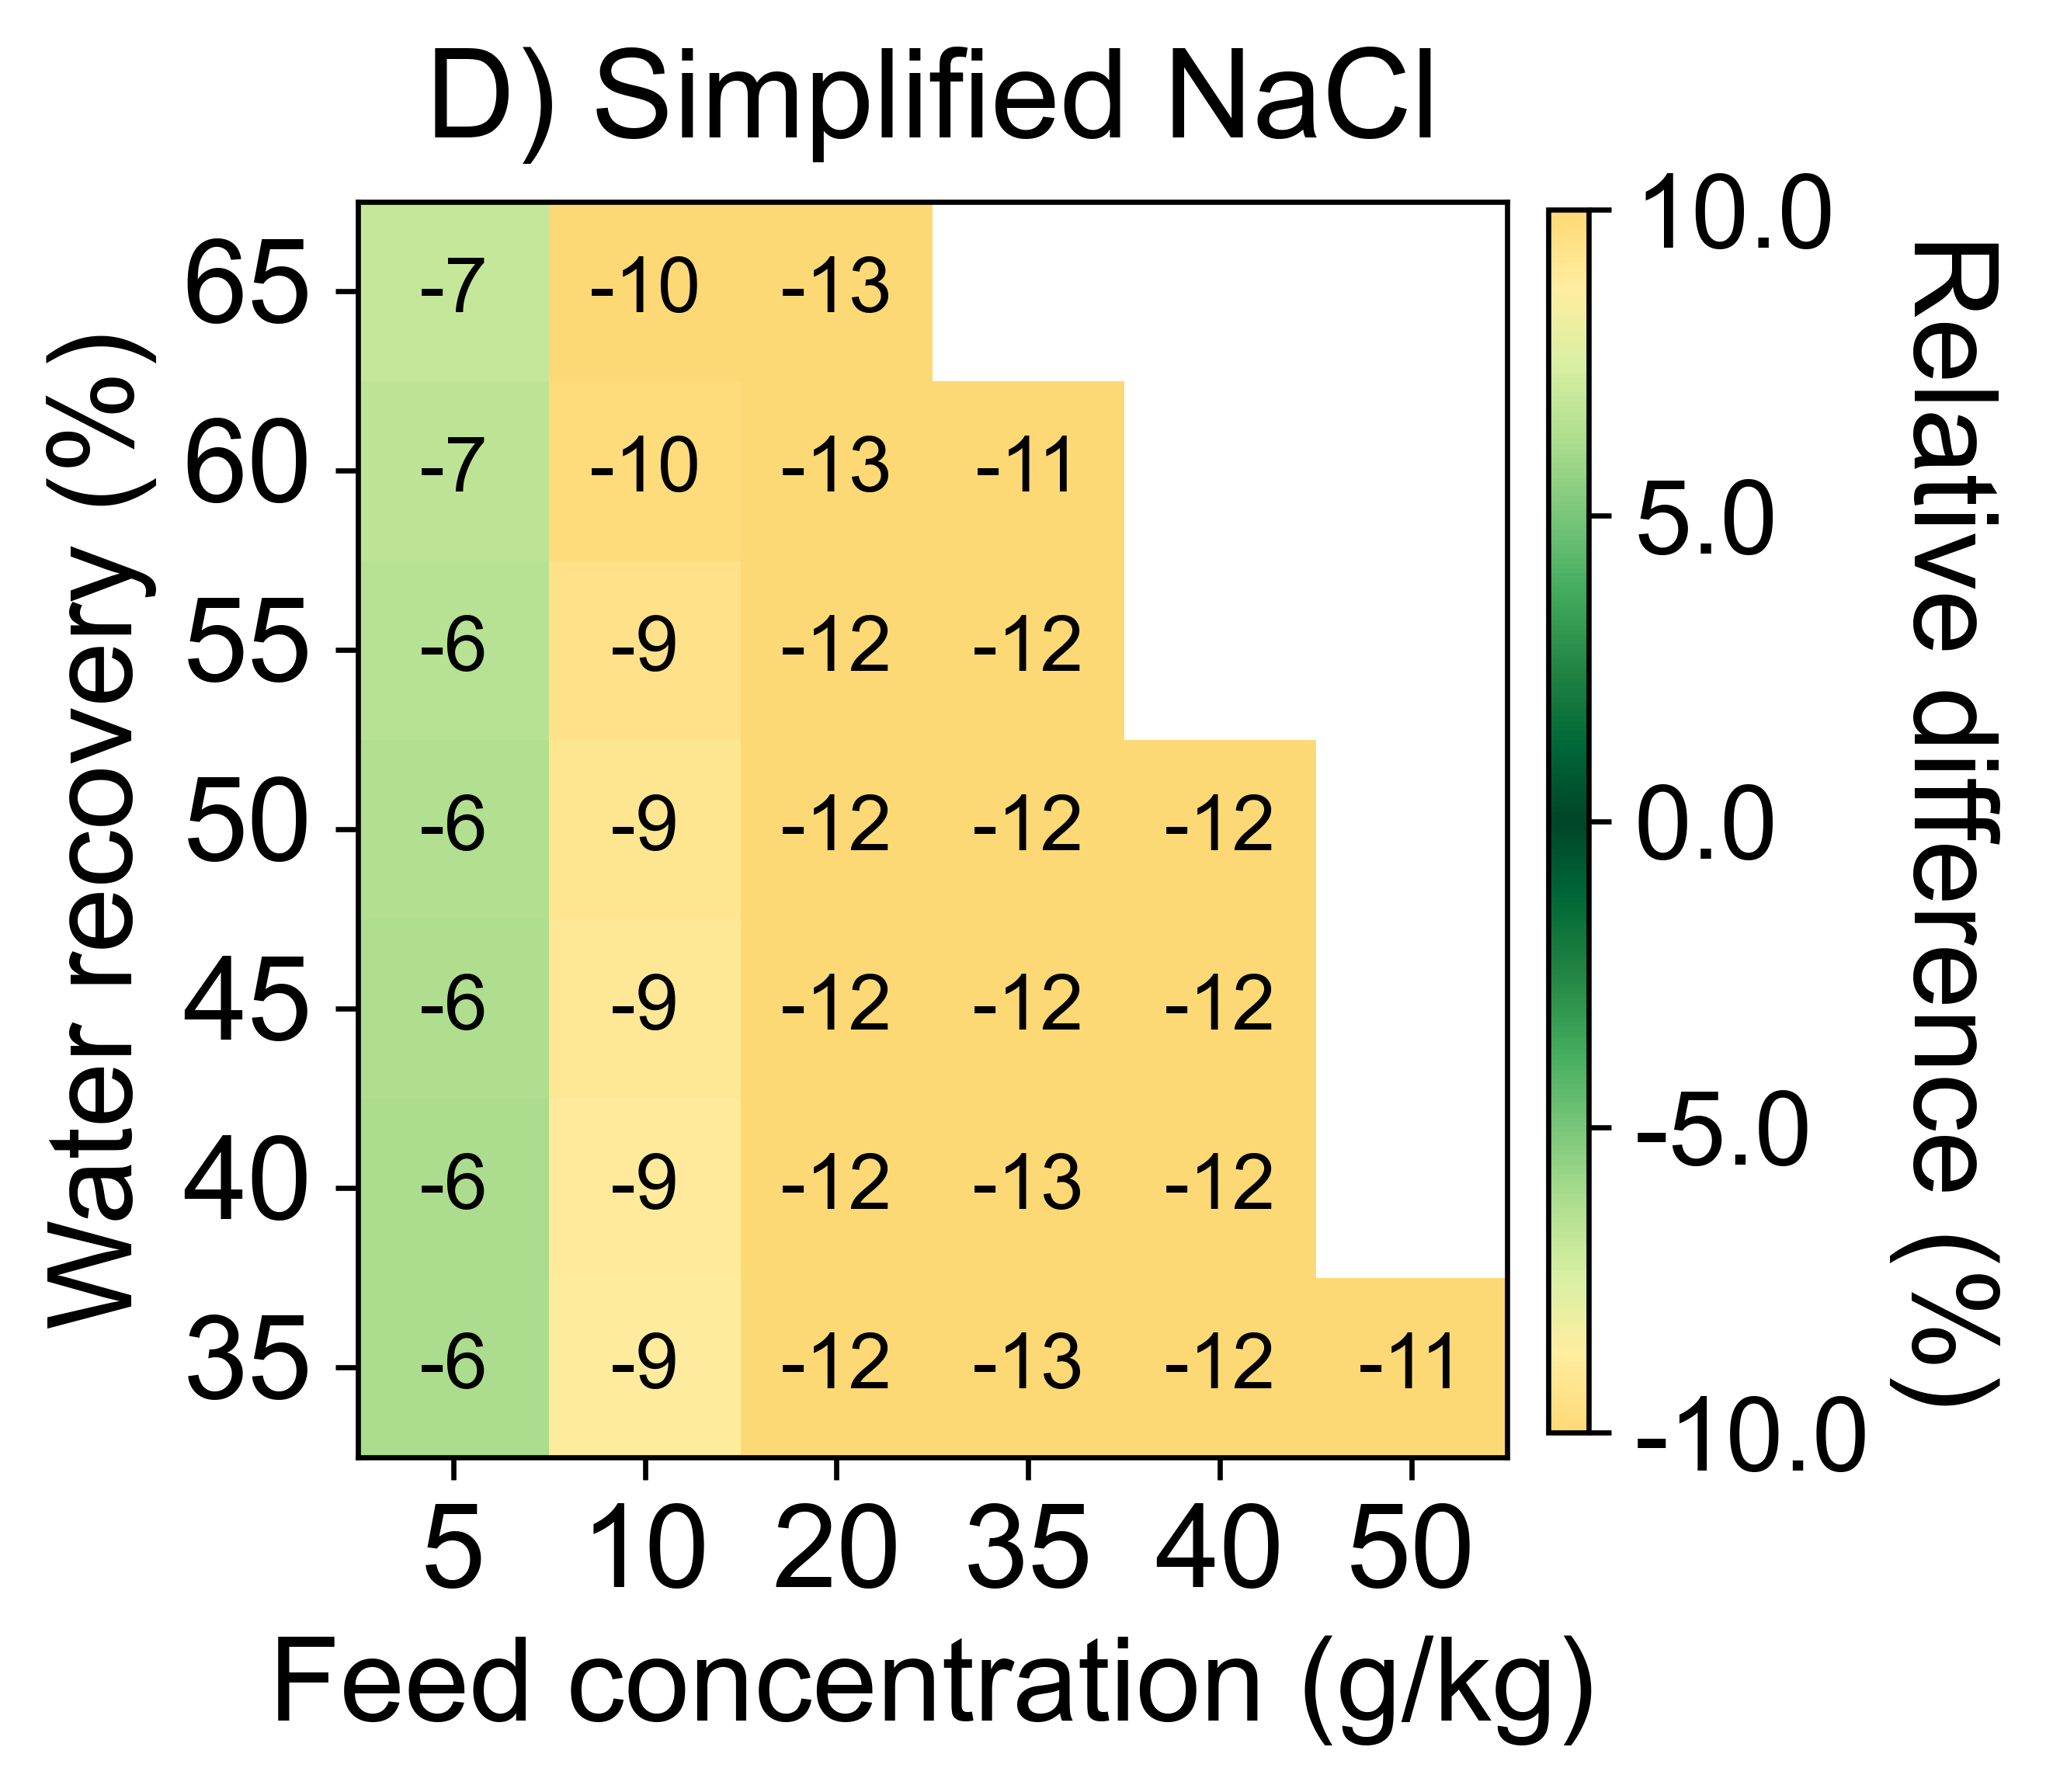 D) Simplified NaCl
Water recovery (%)
65 -7 -10 -13
60 -7 -10 -13 -11
55 -6 -9 -12 -12
50 -6 -9 -12 -12 -12
45 -6 -9 -12 -12 -12
40 -6 -9 -12 -13 -12
35 -6 -9 -12 -13 -12 -11
5 10 20 35 40 50
Feed concentration (g/kg)
10.0
5.0
0.0
-5.0
-10.0
Relative difference (%)